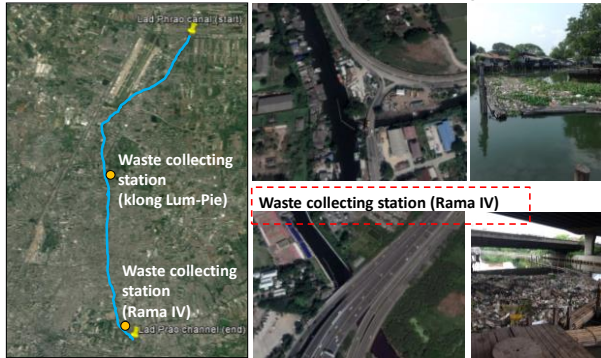 Lad Phrao canal (start)
Waste collecting
station
(klong Lum-Pie)
Waste collecting station (Rama IV)
Waste collecting
station
(Rama IV)
Lad Prao channel (end)